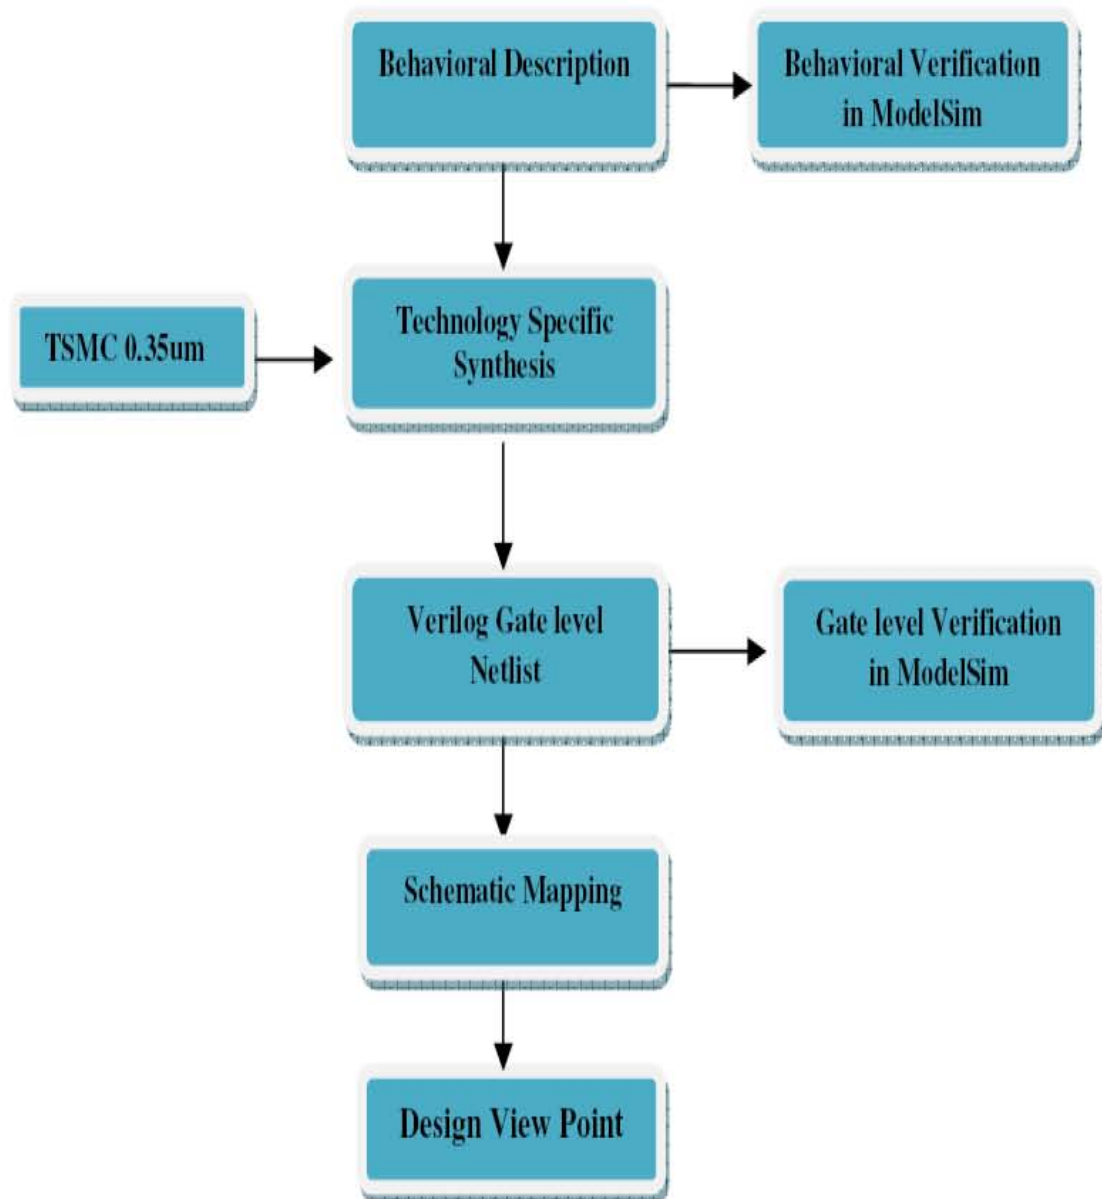 Behavioral Description
Behavioral Verification
in ModelSim
TSMC 0.35um
Technology Specific
Synthesis
Verilog Gate level
Netlist
Gate level Verification
in ModelSim
Schematic Mapping
Design View Point